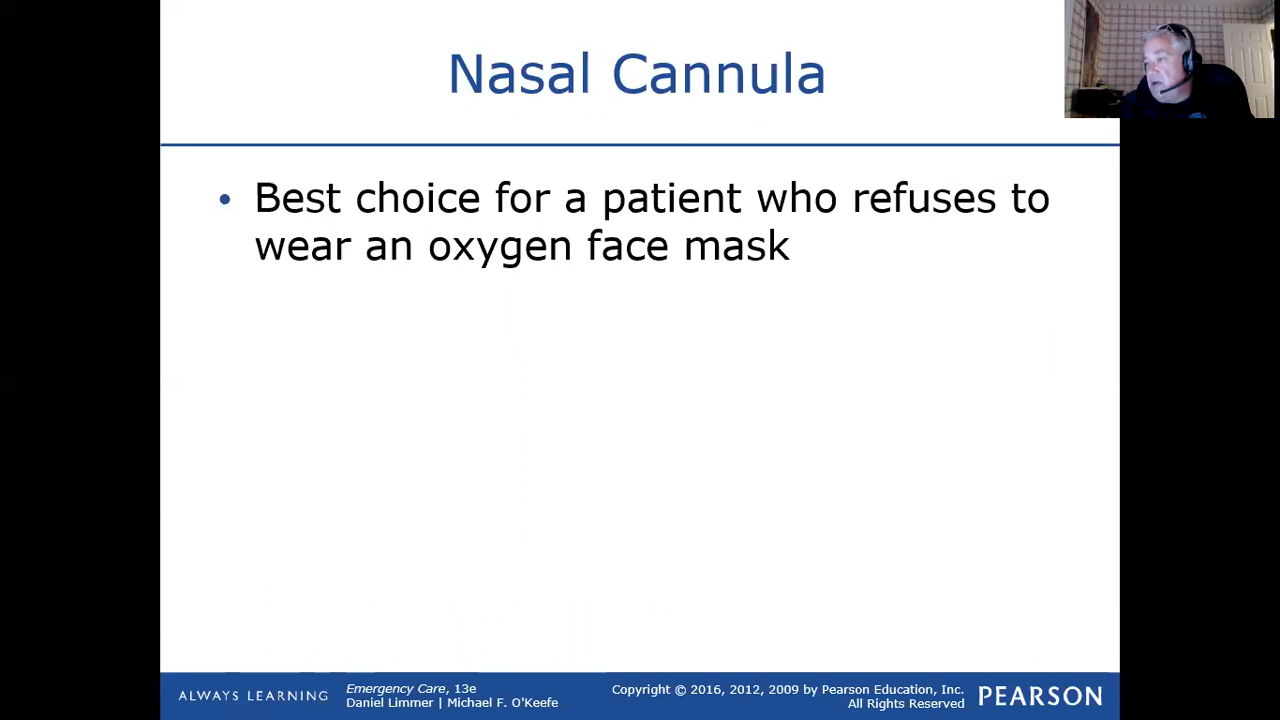 Nasal Cannula
• Best choice for a patient who refuses to
wear an oxygen face mask
ALWAYS LEARNING
Emergency Care, 13e
Daniel Limmer | Michael F. O'Keefe
Copyright © 2016, 2012, 2009 by Pearson Education, Inc.
All Rights Reserved
PEARSON